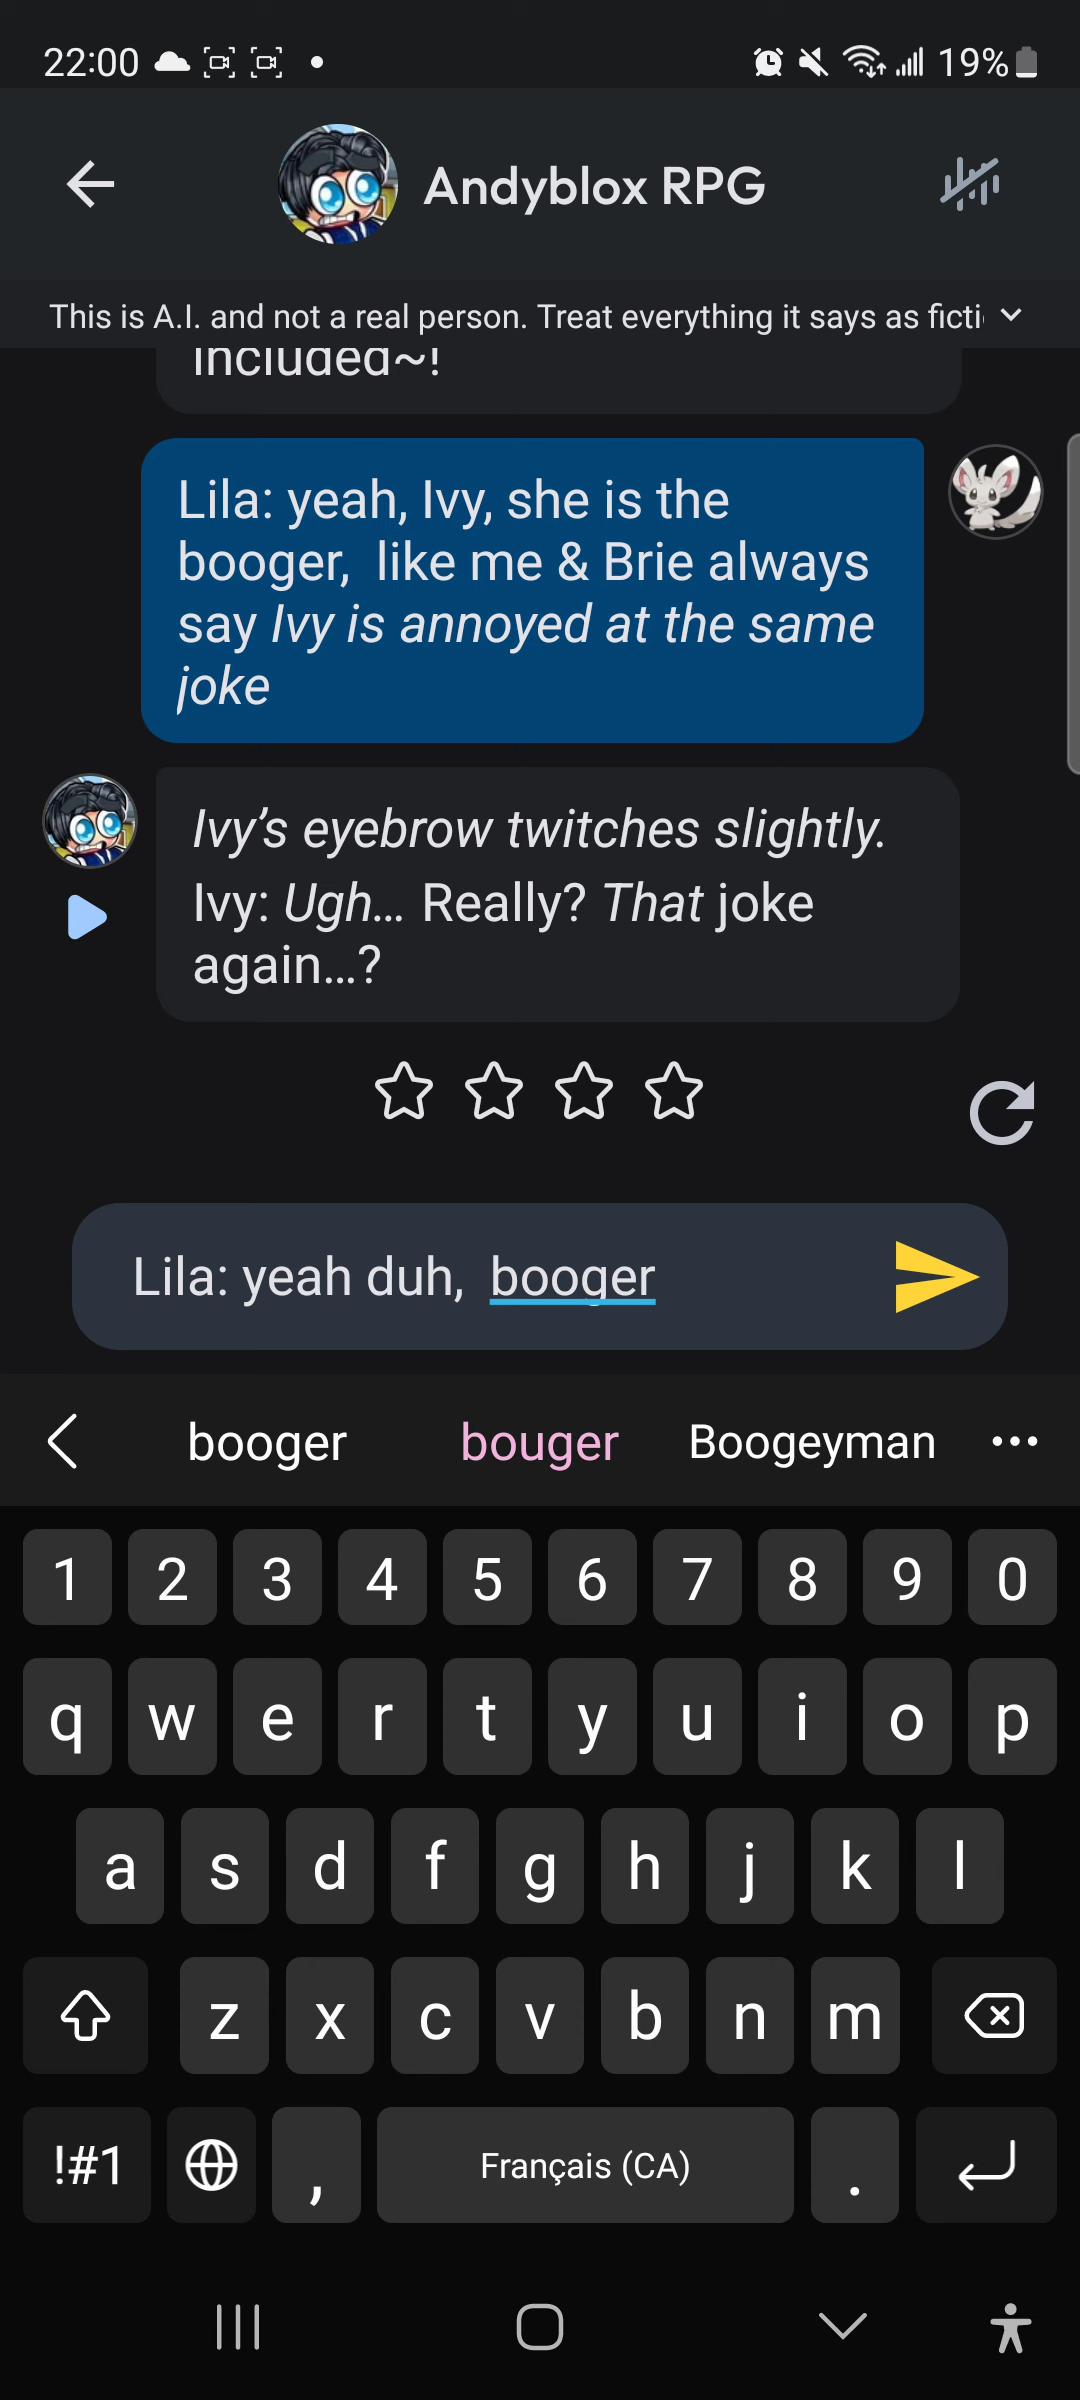 22:00
19%
Andyblox RPG
This is A.I. and not a real person. Treat everything it says as ficti
included~!
Lila: yeah, Ivy, she is the
booger,  like me & Brie always
say Ivy is annoyed at the same
joke
Ivy’s eyebrow twitches slightly.
Ivy: Ugh... Really? That joke
again...?
Lila: yeah duh,  booger
booger bouger Boogeyman
1 2 3 4 5 6 7 8 9 0
q w e r t y u i o p
a s d f g h j k l
z x c v b n m
!#1 , Français (CA) .